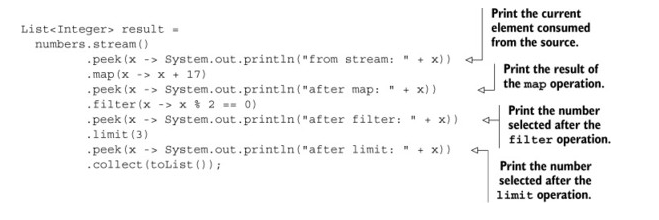 List<Integer> result =
numbers.stream()
.peek(x -> System.out.println("from stream: " + x))
.map(x -> x + 17)
.peek(x -> System.out.println("after map: " + x))
.filter(x -> x % 2 == 0)
.peek(x -> System.out.println("after filter: " + x))
.limit(3)
.peek(x -> System.out.println("after limit: " + x))
.collect(toList());
Print the current
element consumed
from the source.
Print the result of
the map operation.
Print the number
selected after the
filter operation.
Print the number
selected after the
limit operation.